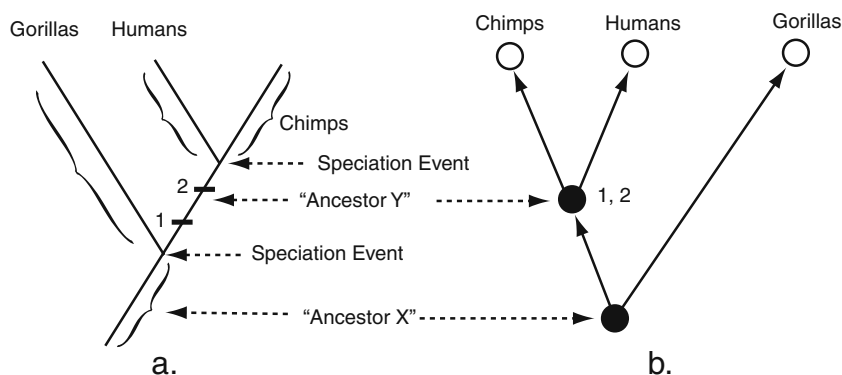 Gorillas Humans
Chimps
Speciation Event
2
"Ancestor Y"
1
Speciation Event
"Ancestor X"
a.
Chimps Humans Gorillas
1, 2
b.